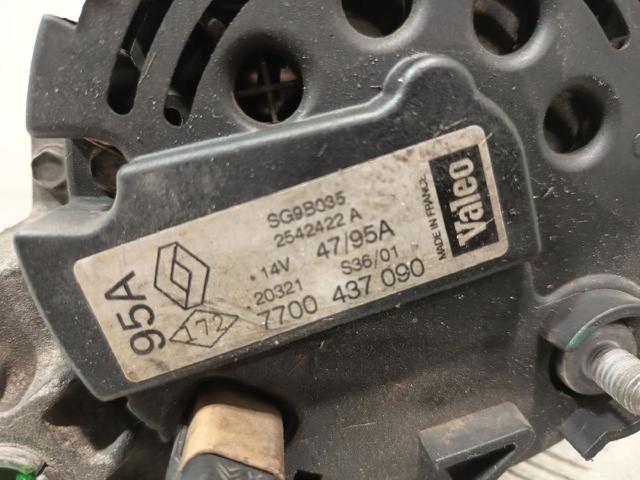 SG9B035
2542422 A
14V 47/95A
20321 S36/01
7700 437 090
95A
172
MADE IN FRANCE
Valeo